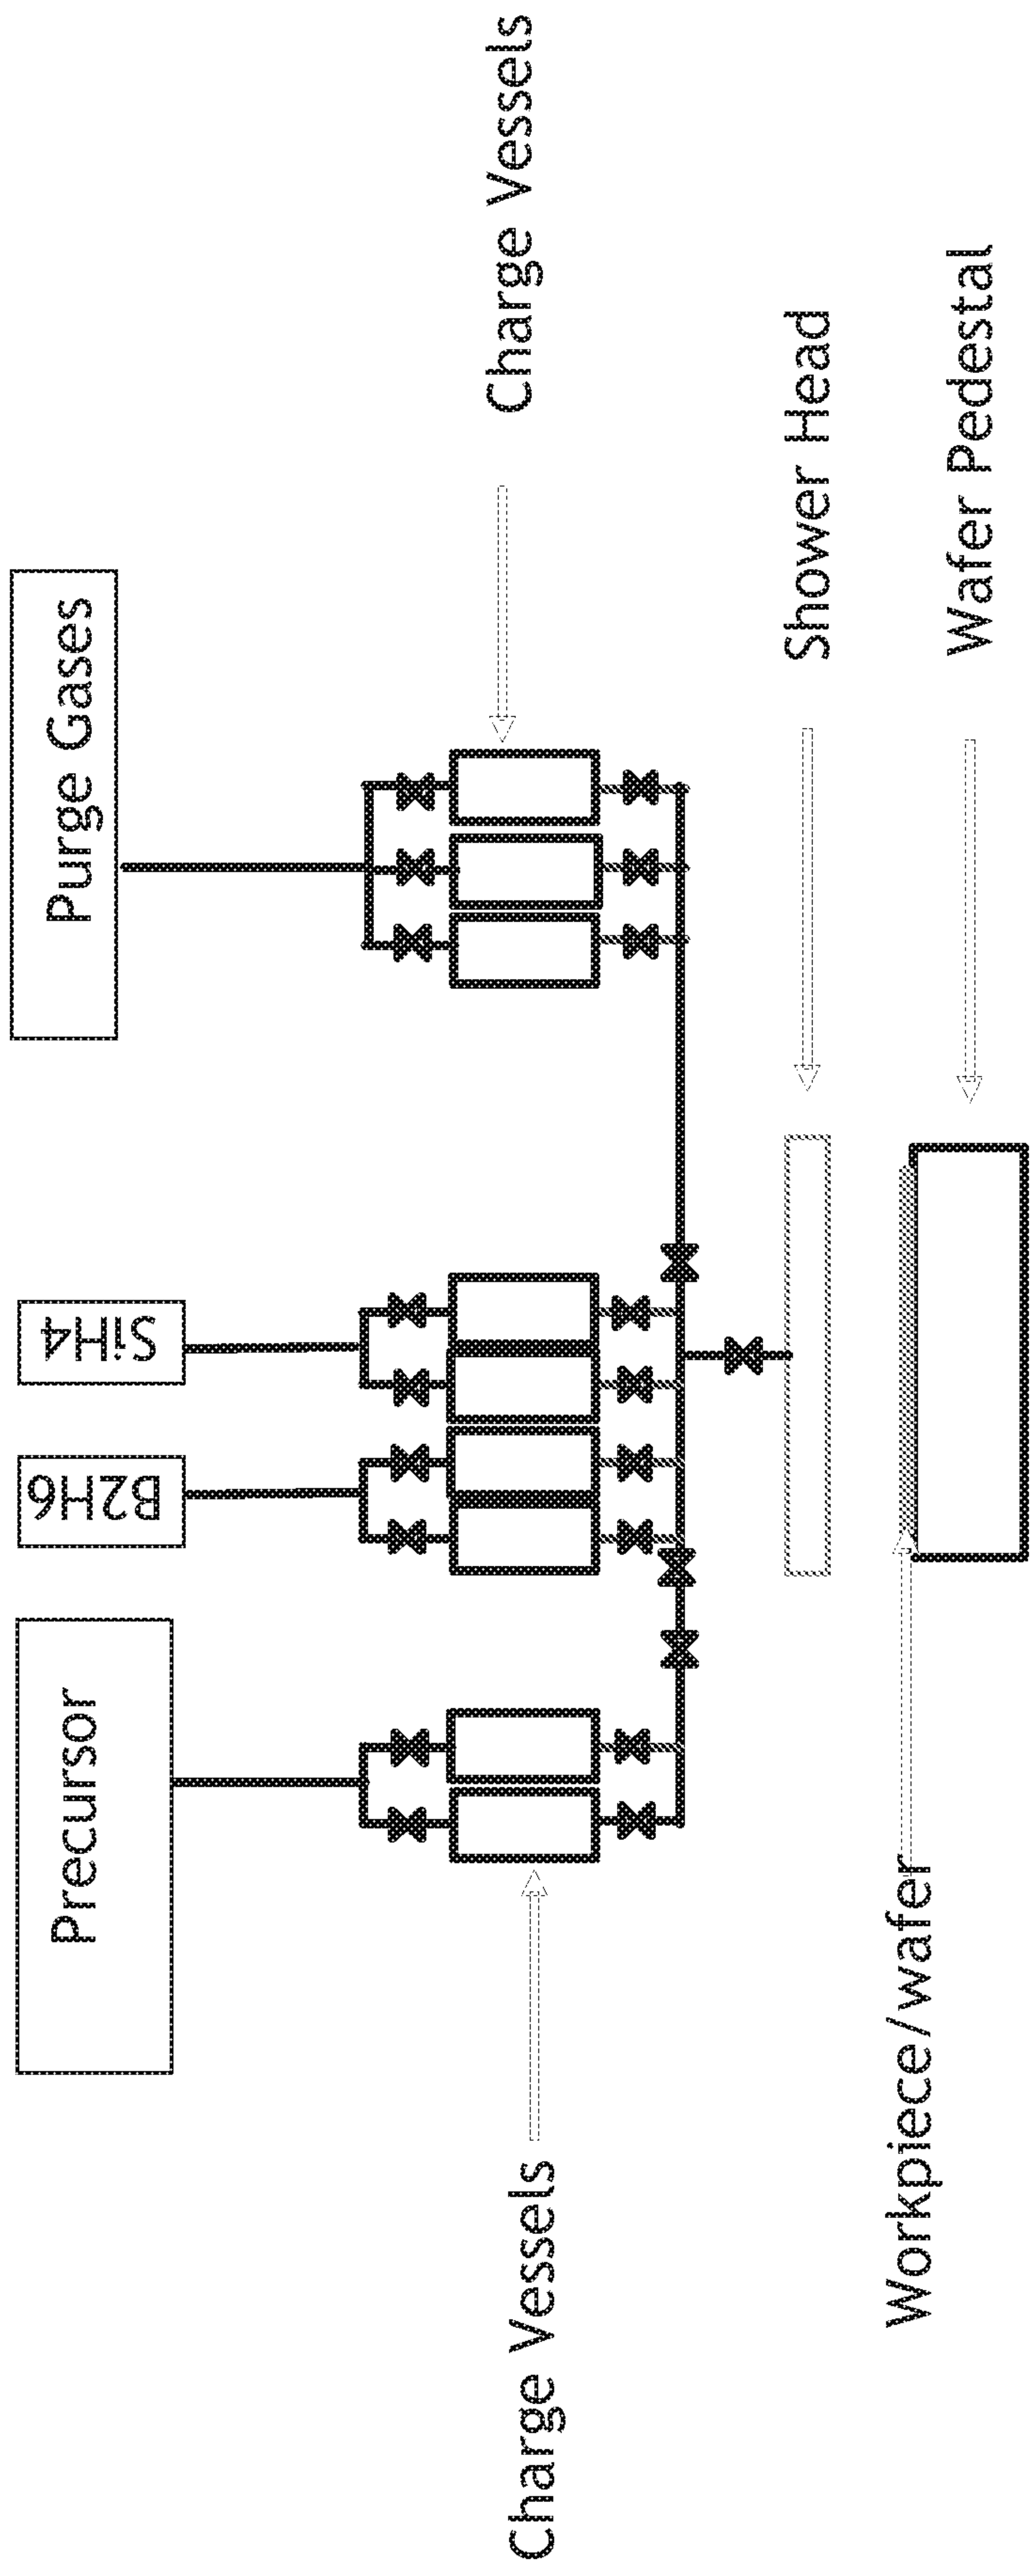 Precursor
B2H6
SiH4
Purge Gases
Charge Vessels
Charge Vessels
Shower Head
Workpiece/wafer
Wafer Pedestal